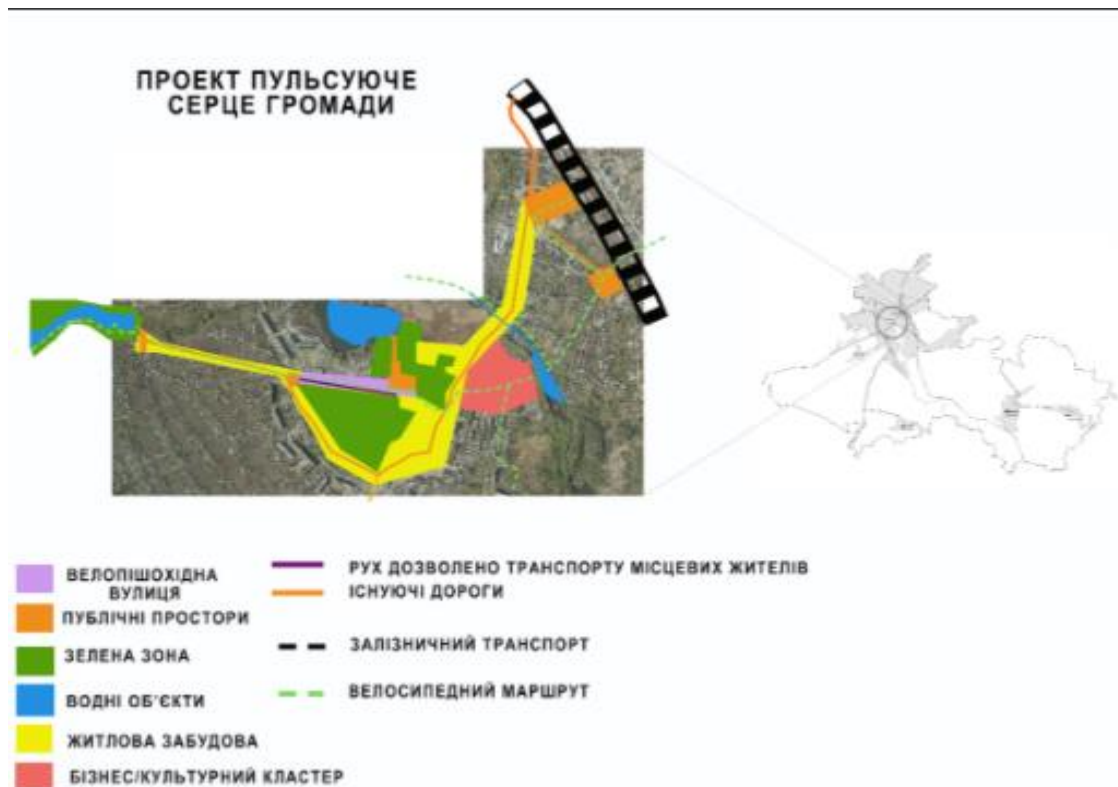 ПРОЕКТ ПУЛЬСУЮЧЕ
СЕРЦЕ ГРОМАДИ
ВЕЛОПІШОХІДНА
ВУЛИЦЯ
ПУБЛІЧНІ ПРОСТОРИ
ЗЕЛЕНА ЗОНА
ВОДНІ ОБ'ЄКТИ
ЖИТЛОВА ЗАБУДОВА
БІЗНЕС/КУЛЬТУРНИЙ КЛАСТЕР
РУХ ДОЗВОЛЕНО ТРАНСПОРТУ МІСЦЕВИХ ЖИТЕЛІВ
ІСНУЮЧІ ДОРОГИ
ЗАЛІЗНИЧНИЙ ТРАНСПОРТ
ВЕЛОСИПЕДНИЙ МАРШРУТ